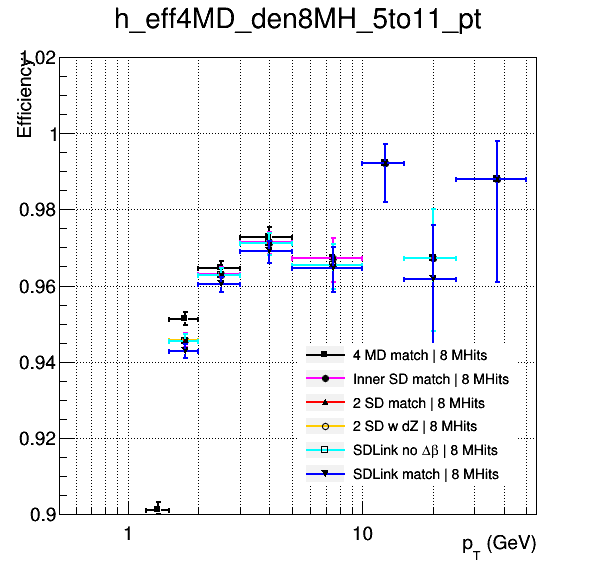 h_eff4MD_den8MH_5to11_pt
Efficiency
1.02
1
0.98
0.96
0.94
0.92
0.9
4 MD match | 8 MHits
Inner SD match | 8 MHits
2 SD match | 8 MHits
2 SD w dZ | 8 MHits
SDLink no Δβ | 8 MHits
SDLink match | 8 MHits
1 10
p_T (GeV)